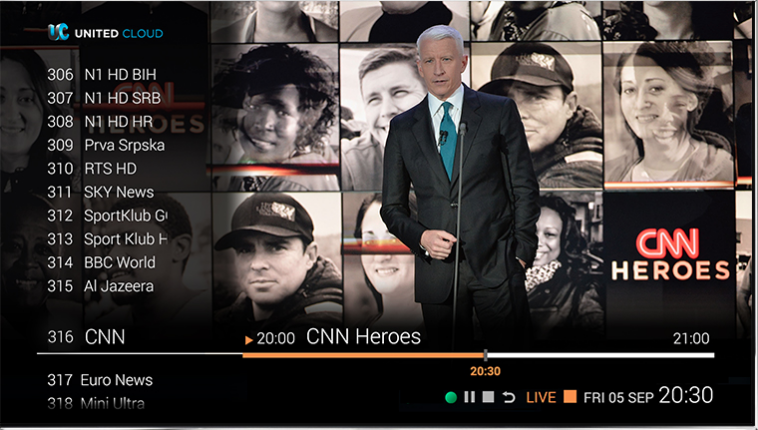 UC UNITED CLOUD
306 N1 HD BIH
307 N1 HD SRB
308 N1 HD HR
309 Prva Srpska
310 RTS HD
311 SKY News
312 SportKlub G
313 Sport Klub H
314 BBC World
315 Al Jazeera
316 CNN
20:00 CNN Heroes 21:00
20:30
317 Euro News
318 Mini Ultra
LIVE FRI 05 SEP 20:30
CNN
HEROES
HEROES